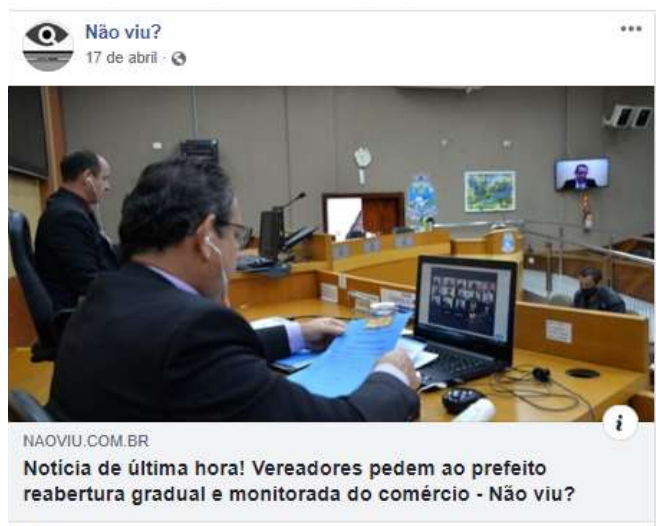 Não viu?
17 de abril ·
NAOVIU.COM.BR
Notícia de última hora! Vereadores pedem ao prefeito
reabertura gradual e monitorada do comércio - Não viu?